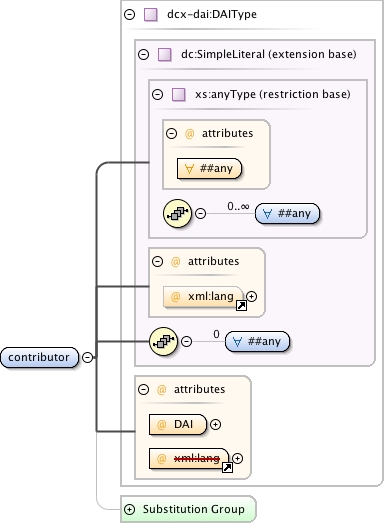 dcx-dai:DAIType
dc:SimpleLiteral (extension base)
xs:anyType (restriction base)
@ attributes
∀ ##any
0..∞
∀ ##any
@ attributes
@ xml:lang
contributor
0
∀ ##any
@ attributes
@ DAI
@ xml:lang
Substitution Group